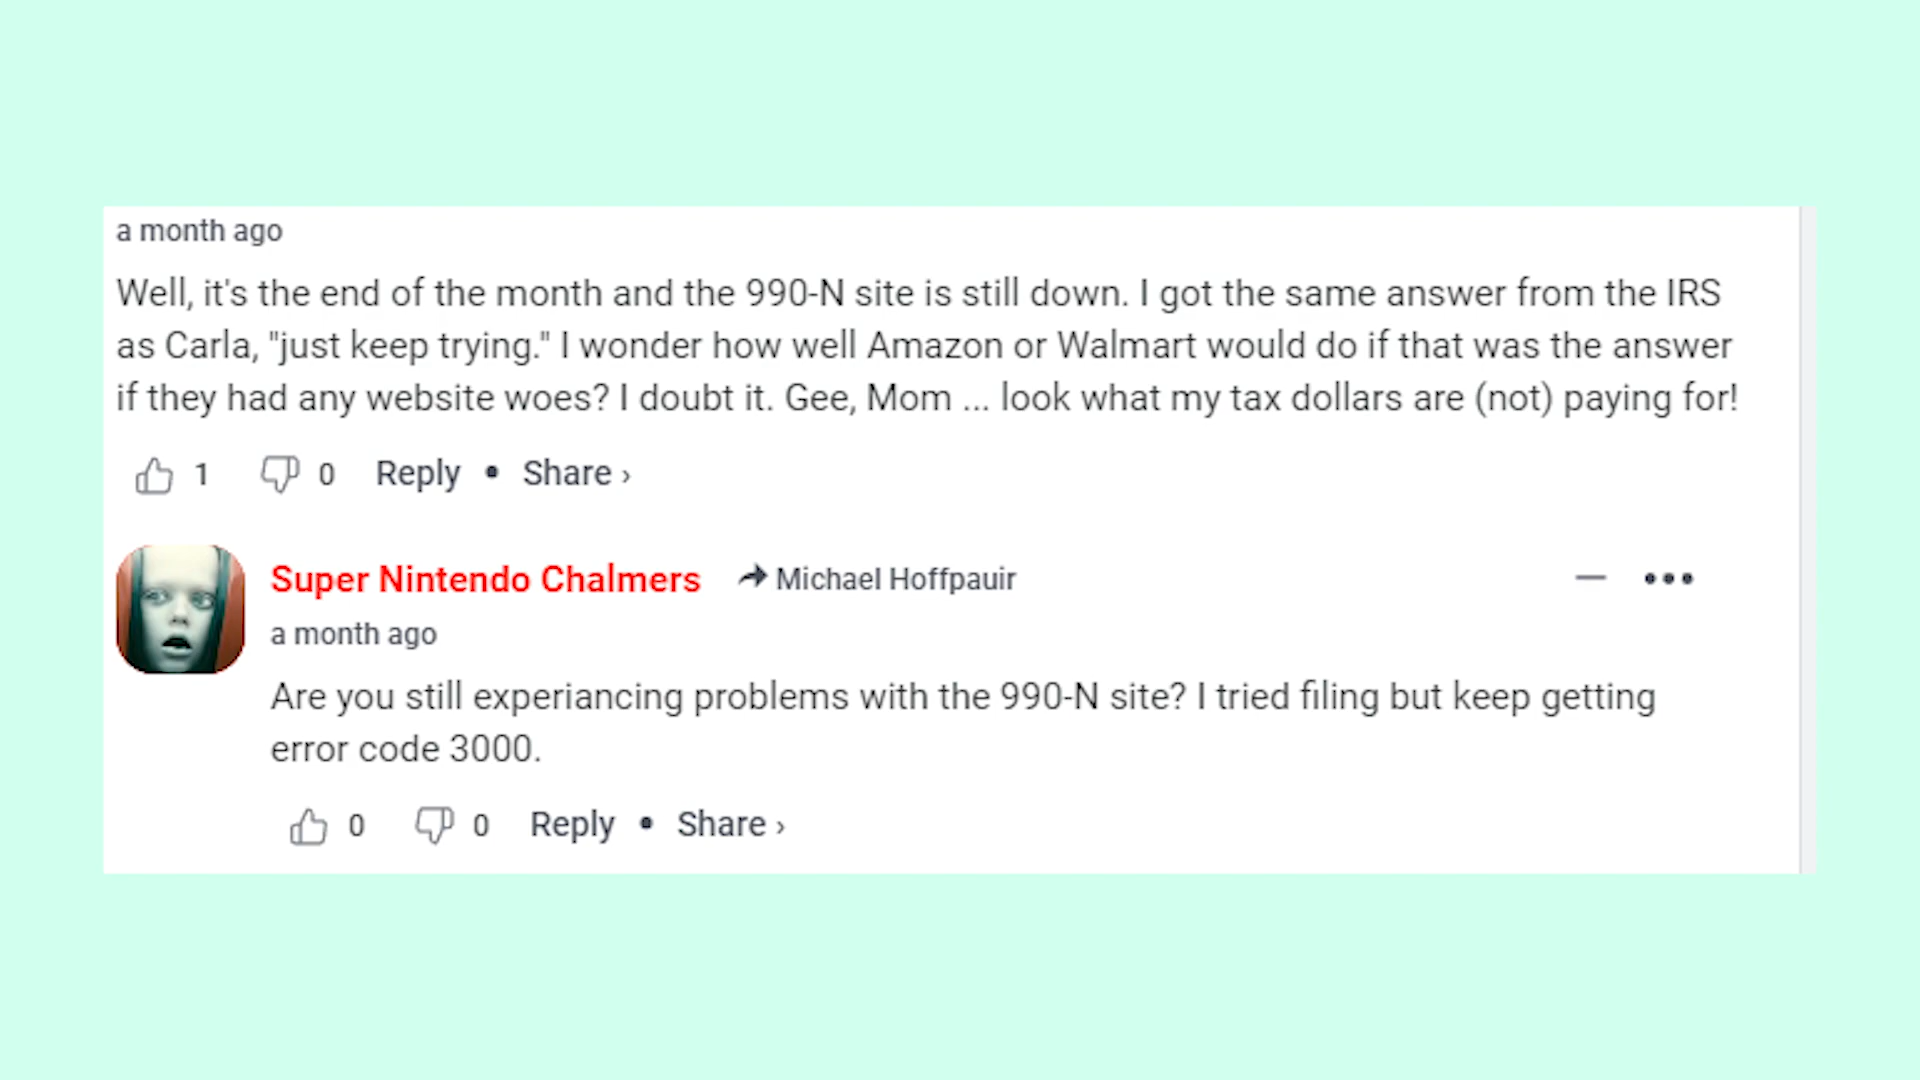 a month ago
Well, it's the end of the month and the 990-N site is still down. I got the same answer from the IRS
as Carla, "just keep trying." I wonder how well Amazon or Walmart would do if that was the answer
if they had any website woes? I doubt it. Gee, Mom ... look what my tax dollars are (not) paying for!
1 0 Reply • Share ›
Super Nintendo Chalmers Michael Hoffpauir
a month ago
Are you still experiancing problems with the 990-N site? I tried filing but keep getting
error code 3000.
0 0 Reply • Share ›